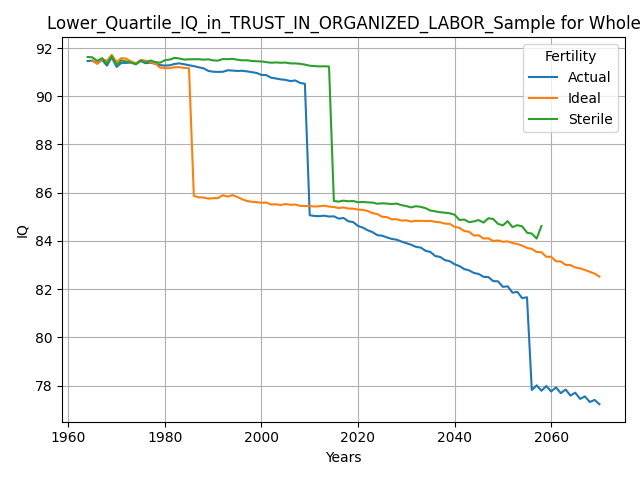 Lower_Quartile_IQ_in_TRUST_IN_ORGANIZED_LABOR_Sample for Whole
Fertility
Actual
Ideal
Sterile
92
90
88
86
84
82
80
78
IQ
1960
1980
2000
2020
2040
2060
Years